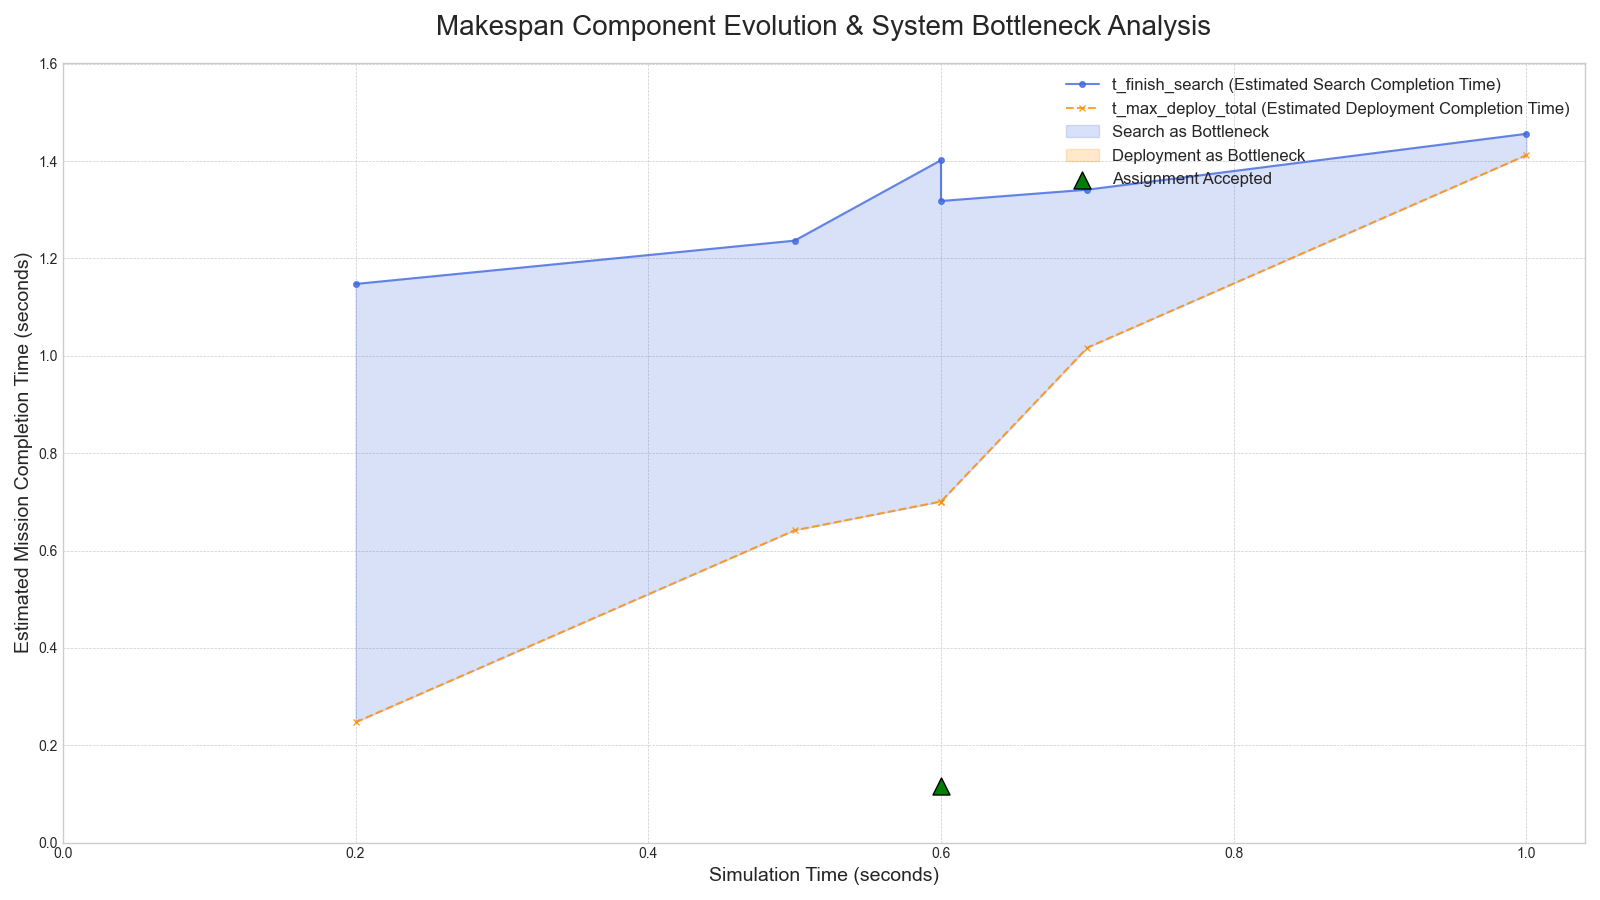 Makespan Component Evolution & System Bottleneck Analysis
t_finish_search (Estimated Search Completion Time)
t_max_deploy_total (Estimated Deployment Completion Time)
Search as Bottleneck
Deployment as Bottleneck
Assignment Accepted
Estimated Mission Completion Time (seconds)
1.6
1.4
1.2
1.0
0.8
0.6
0.4
0.2
0.0
0.0 0.2 0.4 0.6 0.8 1.0
Simulation Time (seconds)